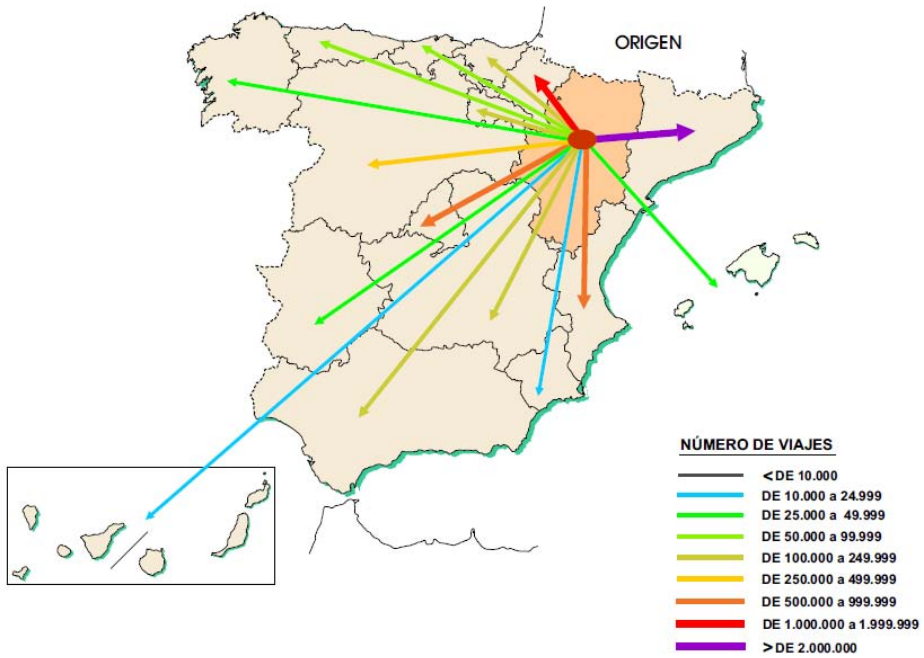 ORIGEN
NÚMERO DE VIAJES
< DE 10.000
DE 10.000 a 24.999
DE 25.000 a 49.999
DE 50.000 a 99.999
DE 100.000 a 249.999
DE 250.000 a 499.999
DE 500.000 a 999.999
DE 1.000.000 a 1.999.999
> DE 2.000.000